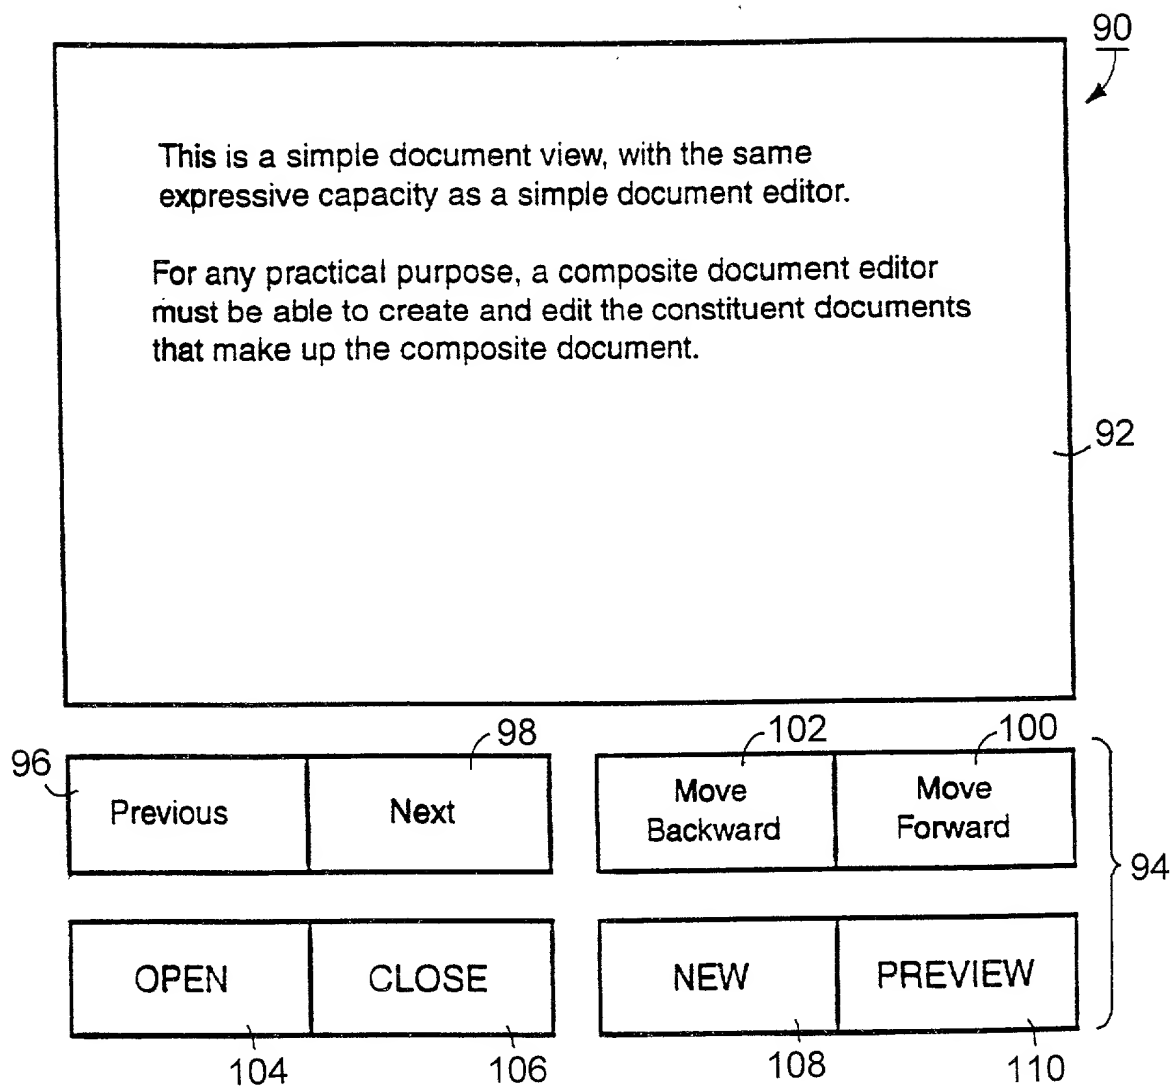 90
This is a simple document view, with the same
expressive capacity as a simple document editor.
For any practical purpose, a composite document editor
must be able to create and edit the constituent documents
that make up the composite document.
92
96
98
102
100
Previous
Next
Move
Backward
Move
Forward
94
OPEN
CLOSE
NEW
PREVIEW
104
106
108
110